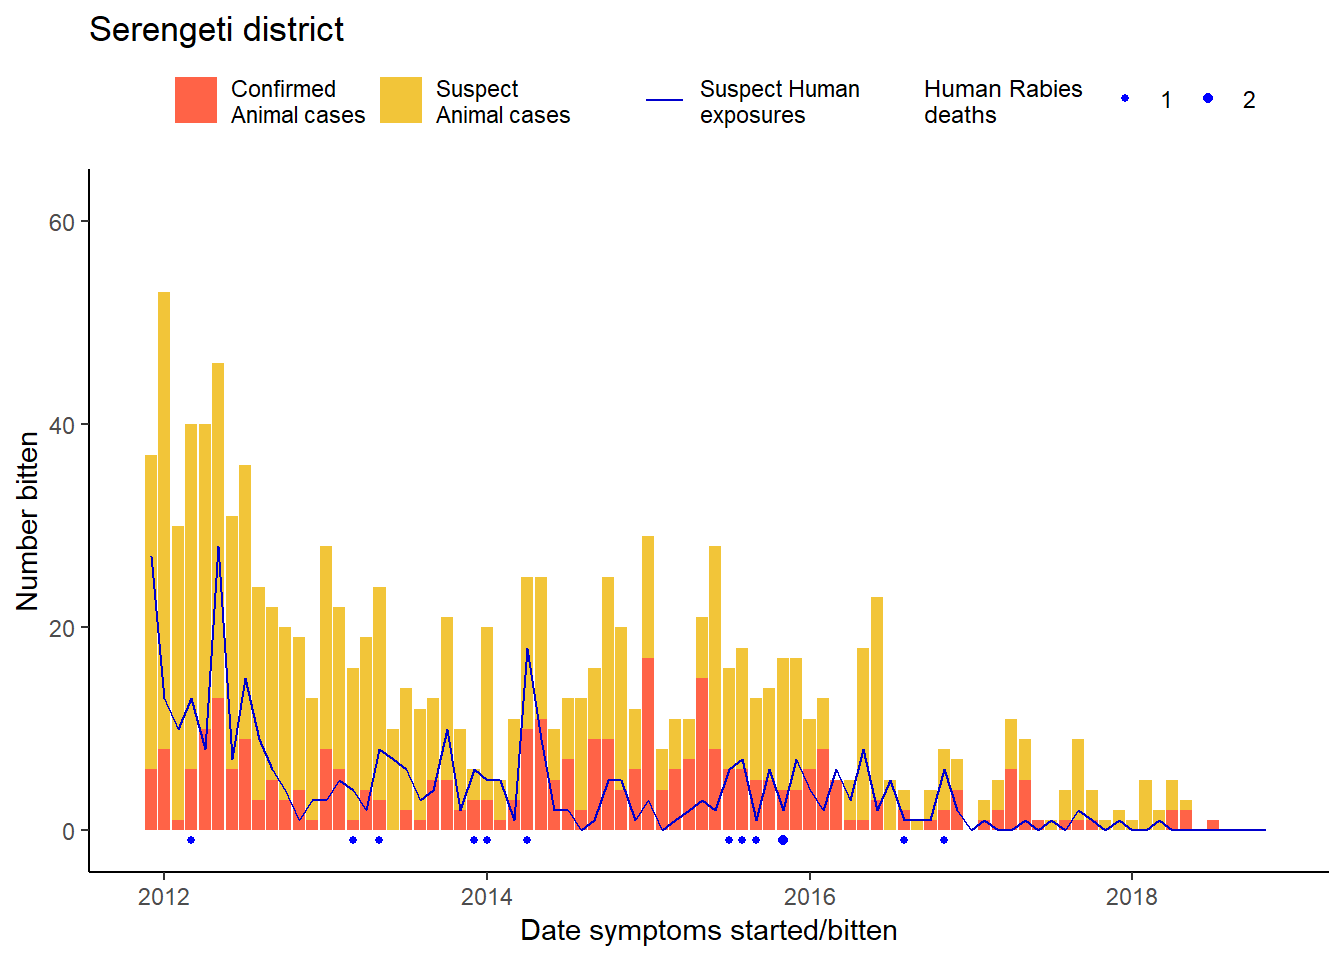 Serengeti district
Confirmed
Animal cases
Suspect
Animal cases
Suspect Human
exposures
Human Rabies
deaths
1
2
60
40
20
0
Number bitten
2012
2014
2016
2018
Date symptoms started/bitten